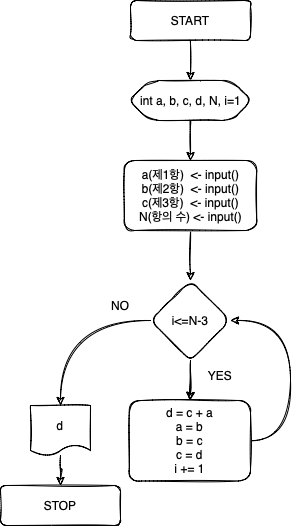 START
int a, b, c, d, N, i=1
a(제1항) <- input()
b(제2항) <- input()
c(제3항) <- input()
N(항의 수) <- input()
i<=N-3
NO
YES
d = c + a
a = b
b = c
c = d
i += 1
d
STOP